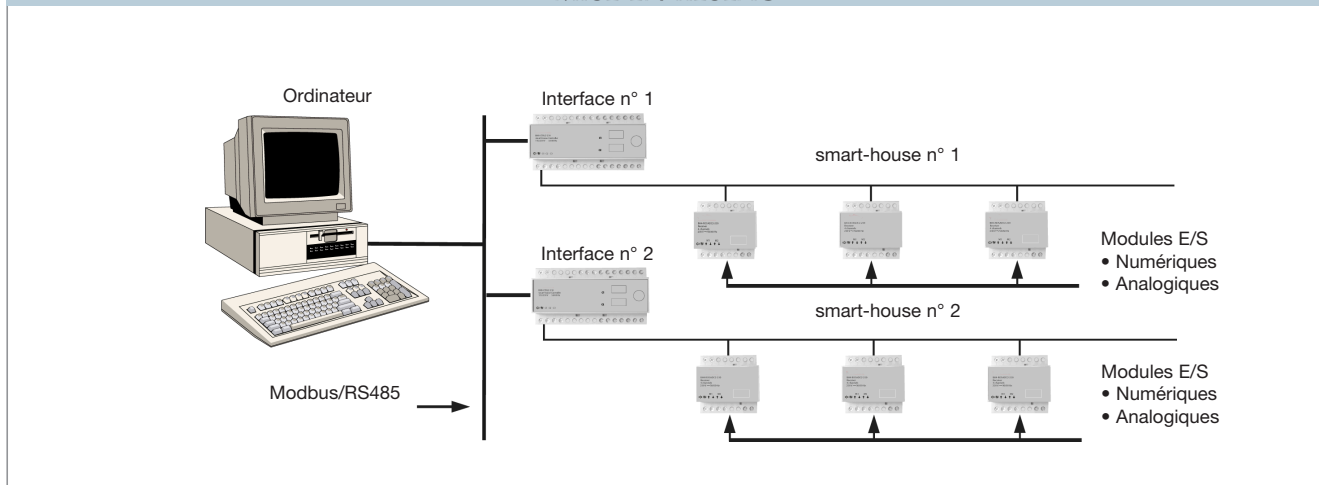 Ordinateur
Interface n° 1
smart-house n° 1
Modules E/S
• Numériques
• Analogiques
Interface n° 2
smart-house n° 2
Modbus/RS485
Modules E/S
• Numériques
• Analogiques